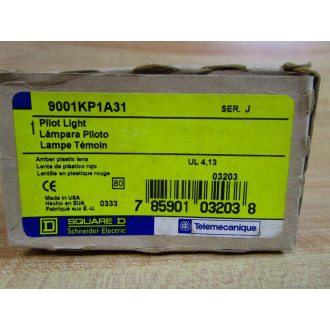 9001KP1A31
SER. J
1 Pilot Light
Lámpara Piloto
Lampe Témoin
Amber plastic lens
Lente de plástico rojo
Lentille en plastique rouge
UL 4,13
CE
80
03203
Made in USA
Hecho en EUA
Fabriqué aux É.-U.
0333
7 85901 03203 8
D SQUARE D
Schneider Electric
Telemecanique